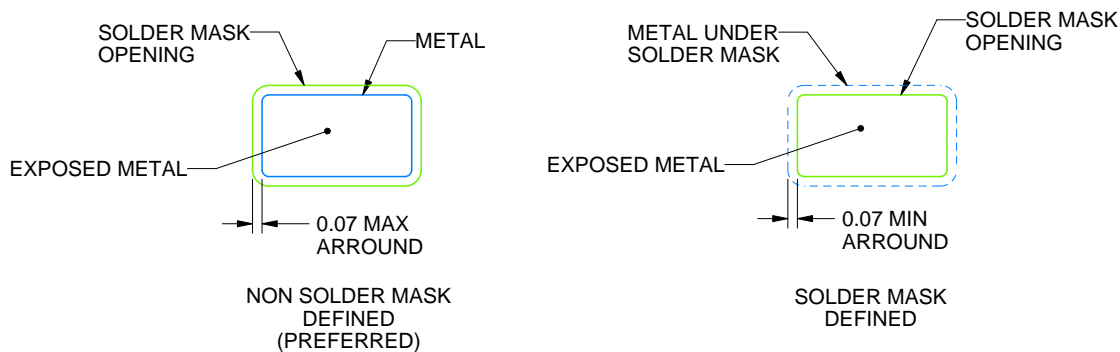 SOLDER MASK
OPENING
METAL
EXPOSED METAL
0.07 MAX
ARROUND
NON SOLDER MASK
DEFINED
(PREFERRED)
METAL UNDER
SOLDER MASK
SOLDER MASK
OPENING
EXPOSED METAL
0.07 MIN
ARROUND
SOLDER MASK
DEFINED